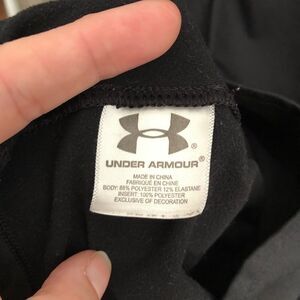 UNDER ARMOUR®
MADE IN CHINA
FABRIQUÉ EN CHINE
BODY: 88% POLYESTER 12% ELASTANE
INSERT: 100% POLYESTER
EXCLUSIVE OF DECORATION